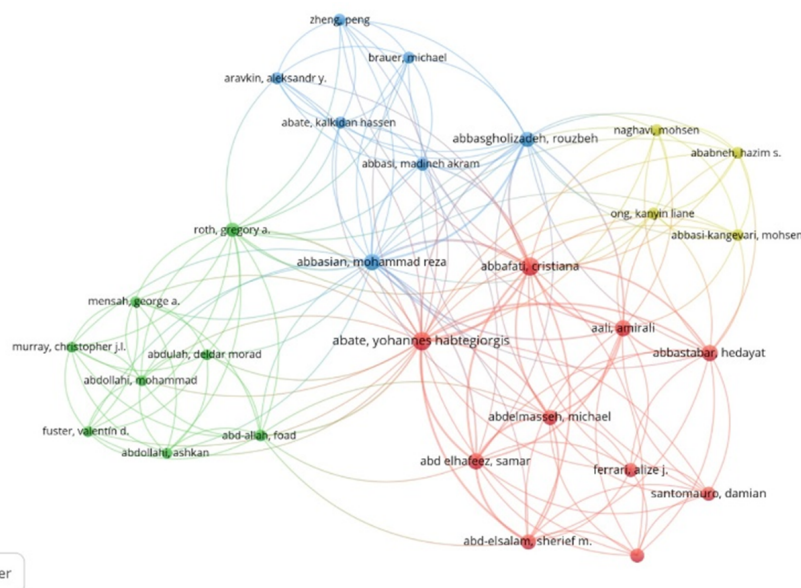 zheng, peng
brauer, michael
aravkin, aleksandr y.
abate, kalkidan hassen
abbasgholizadeh, rouzbeh
naghavi, mohsen
ababneh, hazim s.
abbasi, madineh akram
ong, kanyin liane
roth, gregory a.
abbasi-kangevari, mohsen
abbasian, mohammad reza
abbafati, cristiana
mensah, george a.
aali, amirali
abate, yohannes habtegiorgis
murray, christopher j.l.
abdulah, deldar morad
abbastabar, hedayat
abdollahi, mohammad
abdelmasseh, michael
fuster, valentin d.
abd-allah, foad
abdollahi, ashkan
abd elhafeez, samar
ferrari, alize j.
santomauro, damian
abd-elsalam, sherief m.
er